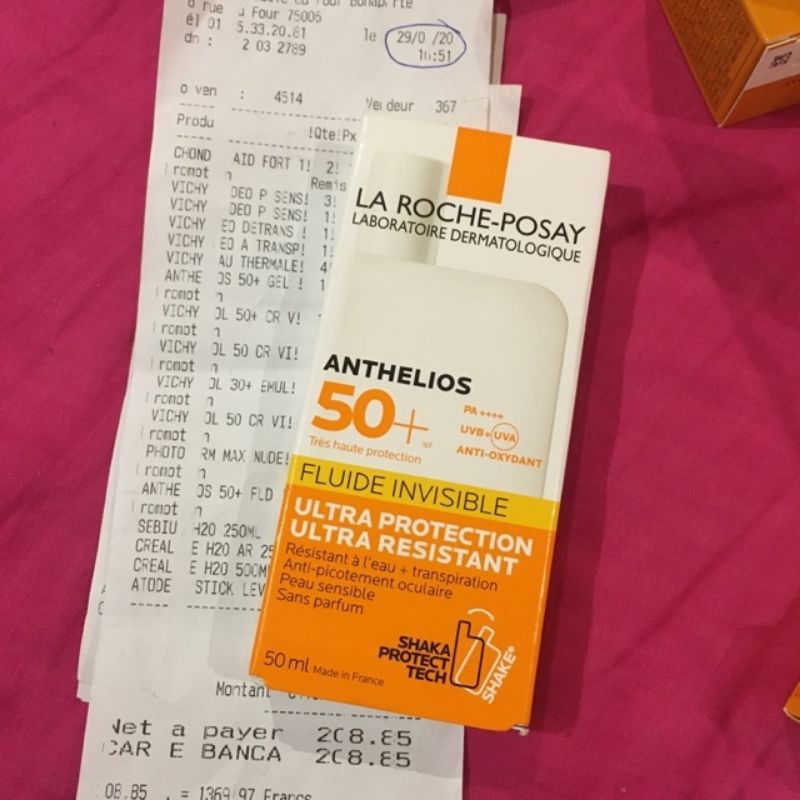 rue
u Four 75006
él 01 5.33.20.81
le 29/0 /20
16:51
2 03 2789
o ven : 4514 Ve deur 367
Produ !Qte!Px
CHOND AID FORT 1! 2!
romot n Remis
VICHY DEO P SENS! 3!
VICHY DEO P SENS! 1!
VICHY EO DETRANS ! 1!
VICHY EO A TRANSP! 1!
VICHY AU THERMALE! 4
ANTHE OS 50+ GEL ! 1
romot n
VICHY OL 50+ CR V!
romot n
VICHY OL 50 CR VI!
romot n
VICHY OL 30+ EMUL!
romot n
VICHY OL 50 CR VI!
romot n
PHOTO RM MAX NUDE!
romot n
ANTHE OS 50+ FLD
romot n
SEBIU H2O 250ML
CREAL E H2O AR 25
CREAL E H2O 500M
ATODE STICK LEV
Montant
Net a payer 208.85
CAR E BANCA 208.85
08.85 = 1369 97 Francs
LA ROCHE-POSAY
LABORATOIRE DERMATOLOGIQUE
ANTHELIOS
50+
Très haute protection
PA++++
UVB+UVA
ANTI-OXYDANT
FLUIDE INVISIBLE
ULTRA PROTECTION
ULTRA RESISTANT
Résistant à l'eau + transpiration
Anti-picotement oculaire
Peau sensible
Sans parfum
SHAKA
PROTECT
TECH
SHAKE*
50 ml Made in France